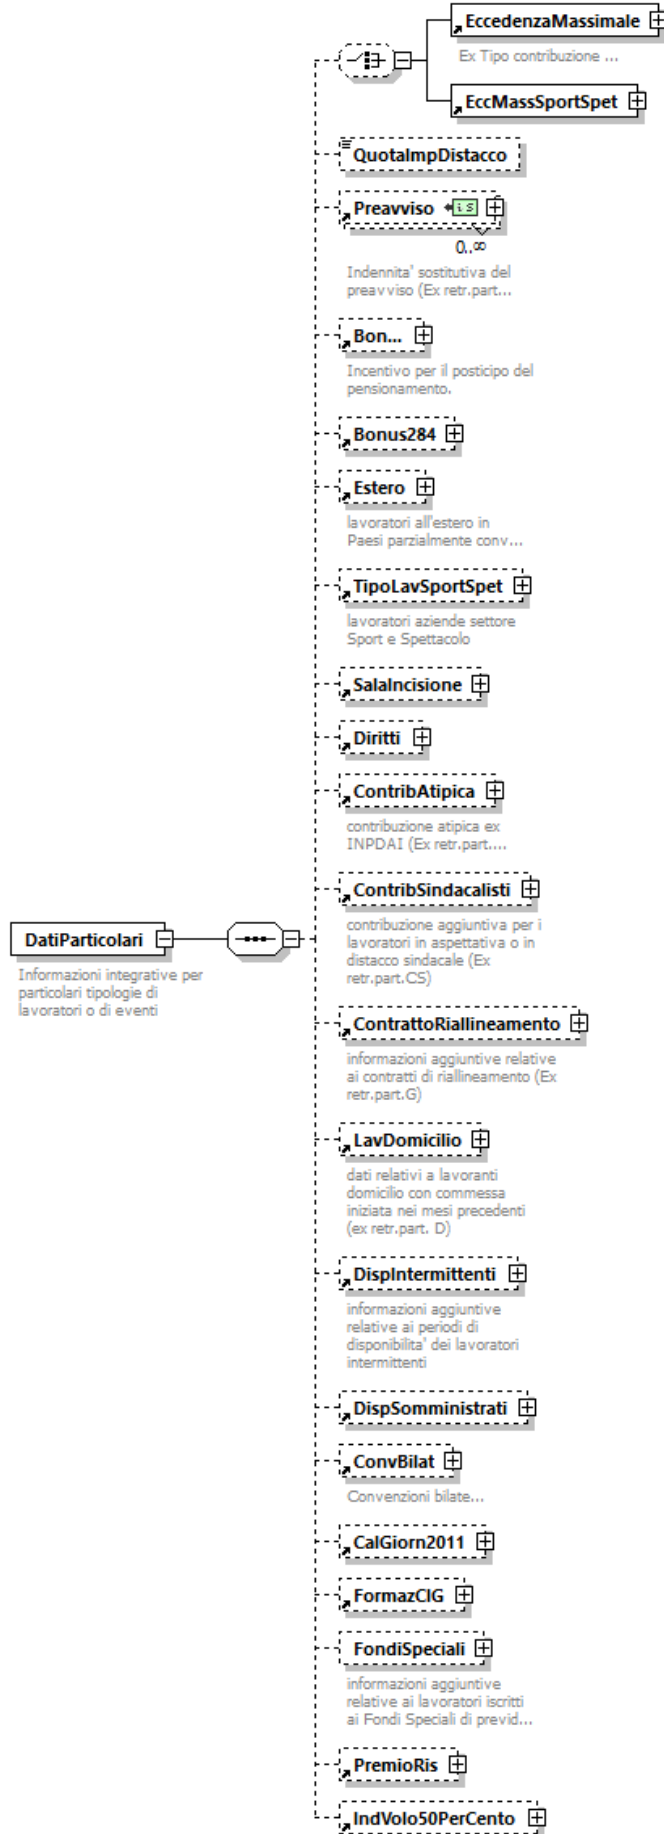 EccedenzaMassimale
Ex Tipo contribuzione ...
EccMassSportSpet
QuotaImpDistacco
Preavviso
0..∞
Indennita' sostitutiva del
preavviso (Ex retr.part...
Bon...
Incentivo per il posticipo del
pensionamento.
Bonus284
Estero
lavoratori all'estero in
Paesi parzialmente conv...
TipoLavSportSpet
lavoratori aziende settore
Sport e Spettacolo
SalaIncisione
Diritti
ContribAtipica
contribuzione atipica ex
INPDAI (Ex retr.part....
ContribSindacalisti
contribuzione aggiuntiva per i
lavoratori in aspettativa o in
distacco sindacale (Ex
retr.part.CS)
DatiParticolari
Informazioni integrative per
particolari tipologie di
lavoratori o di eventi
ContrattoRiallineamento
informazioni aggiuntive relative
ai contratti di riallineamento (Ex
retr.part.G)
LavDomicilio
dati relativi a lavoranti
domicilio con commessa
iniziata nei mesi precedenti
(ex retr.part. D)
DispIntermittenti
informazioni aggiuntive
relative ai periodi di
disponibilita' dei lavoratori
intermittenti
DispSomministrati
ConvBilat
Convenzioni bilate...
CalGiorn2011
FormazCIG
FondiSpeciali
informazioni aggiuntive
relative ai lavoratori iscritti
ai Fondi Speciali di previd...
PremioRis
IndVolo50PerCento